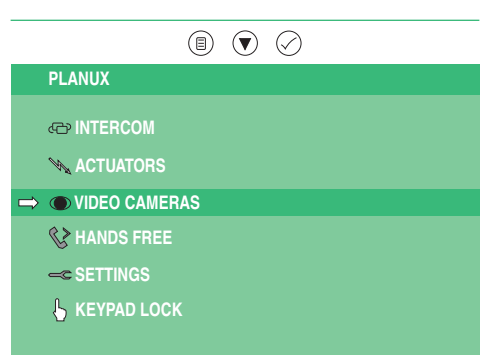 PLANUX
INTERCOM
ACTUATORS
VIDEO CAMERAS
HANDS FREE
SETTINGS
KEYPAD LOCK